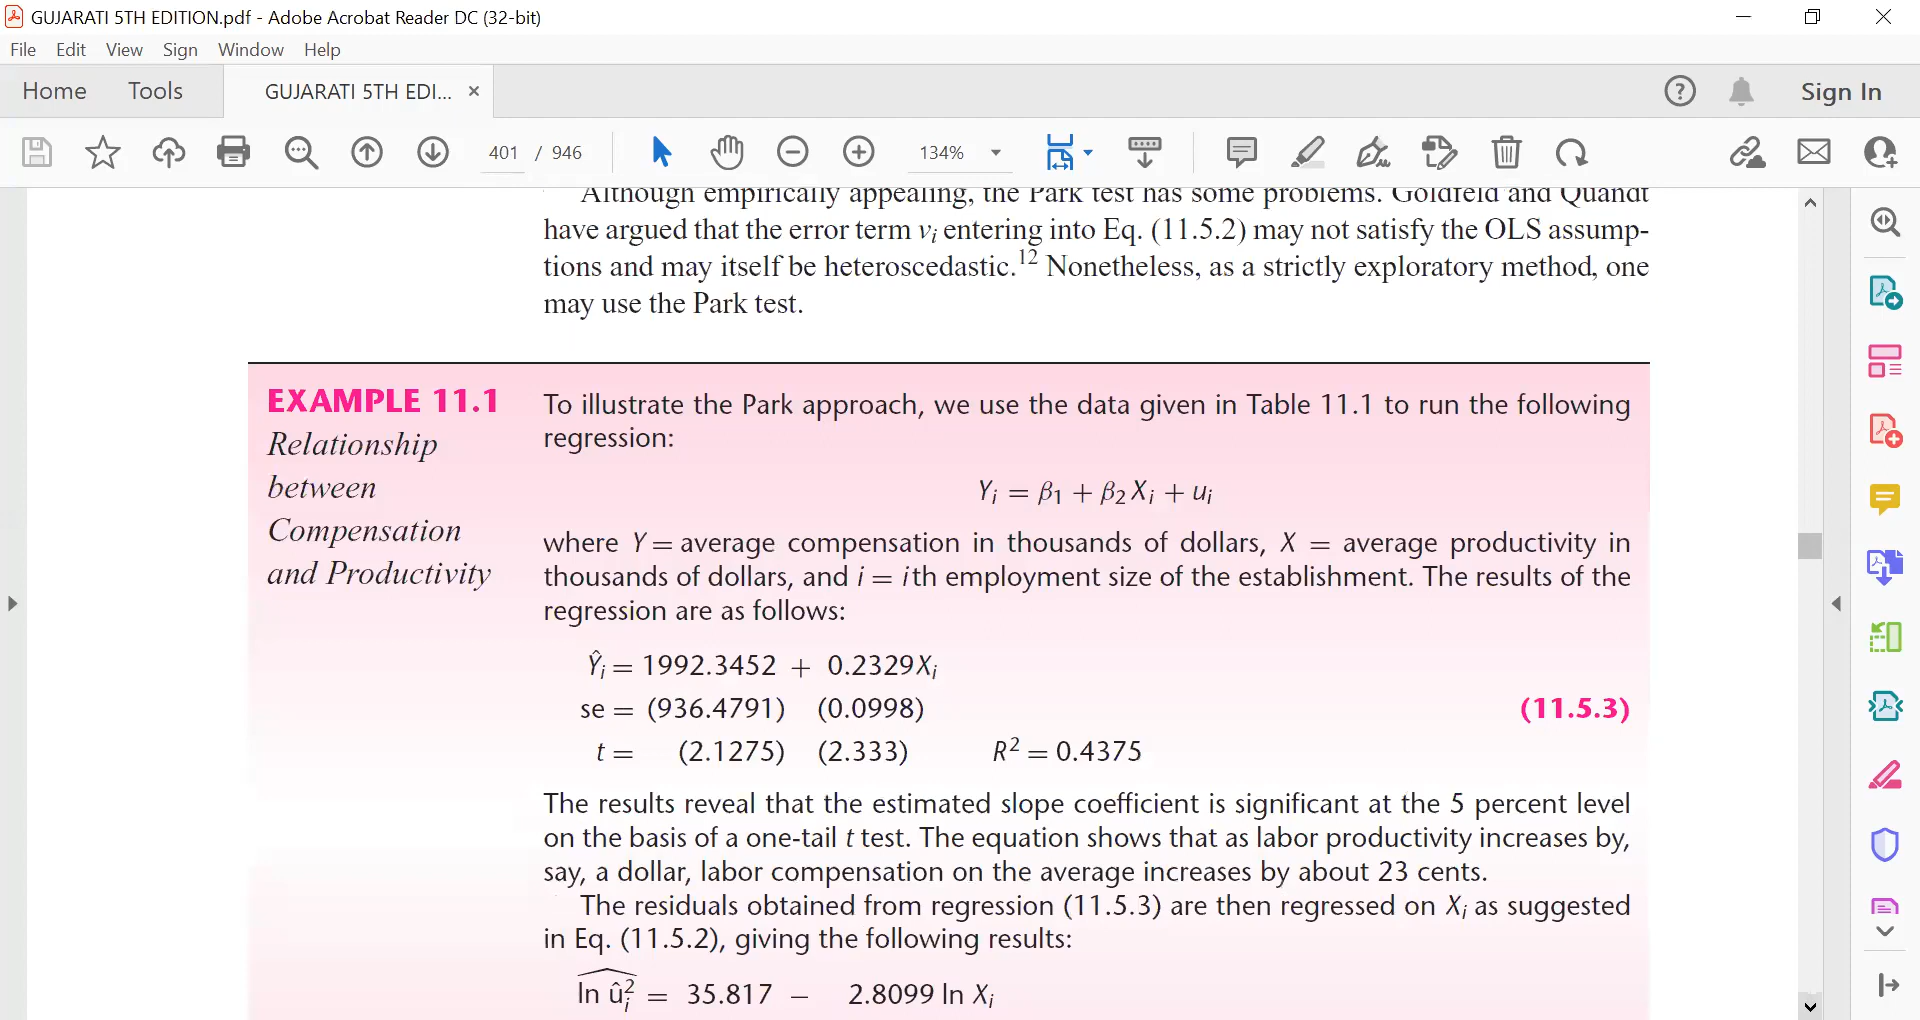 GUJARATI 5TH EDITION.pdf - Adobe Acrobat Reader DC (32-bit)
File Edit View Sign Window Help
Home Tools GUJARATI 5TH EDI... × Sign In
401 / 946 134%
Although empirically appealing, the Park test has some problems. Goldfeld and Quandt
have argued that the error term vᵢ entering into Eq. (11.5.2) may not satisfy the OLS assump-
tions and may itself be heteroscedastic.¹² Nonetheless, as a strictly exploratory method, one
may use the Park test.
EXAMPLE 11.1
Relationship
between
Compensation
and Productivity
To illustrate the Park approach, we use the data given in Table 11.1 to run the following
regression:
Yᵢ = β₁ + β₂Xᵢ + uᵢ
where Y = average compensation in thousands of dollars, X = average productivity in
thousands of dollars, and i = ith employment size of the establishment. The results of the
regression are as follows:
Ŷᵢ = 1992.3452 + 0.2329Xᵢ
se = (936.4791) (0.0998) (11.5.3)
t = (2.1275) (2.333) R² = 0.4375
The results reveal that the estimated slope coefficient is significant at the 5 percent level
on the basis of a one-tail t test. The equation shows that as labor productivity increases by,
say, a dollar, labor compensation on the average increases by about 23 cents.
The residuals obtained from regression (11.5.3) are then regressed on Xᵢ as suggested
in Eq. (11.5.2), giving the following results:
ln ûᵢ² = 35.817 − 2.8099 ln Xᵢ